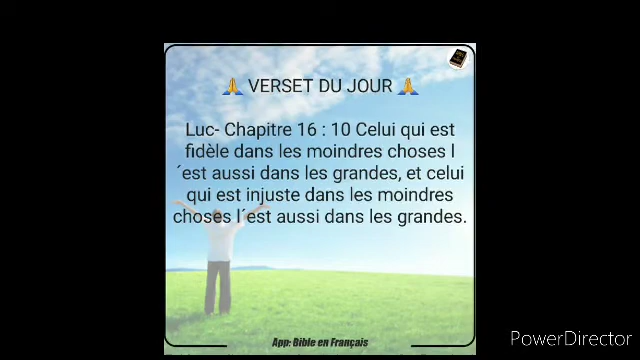 🙏 VERSET DU JOUR 🙏
Luc- Chapitre 16 : 10 Celui qui est
fidèle dans les moindres choses l
´est aussi dans les grandes, et celui
qui est injuste dans les moindres
choses l´est aussi dans les grandes.
App: Bible en Français
PowerDirector